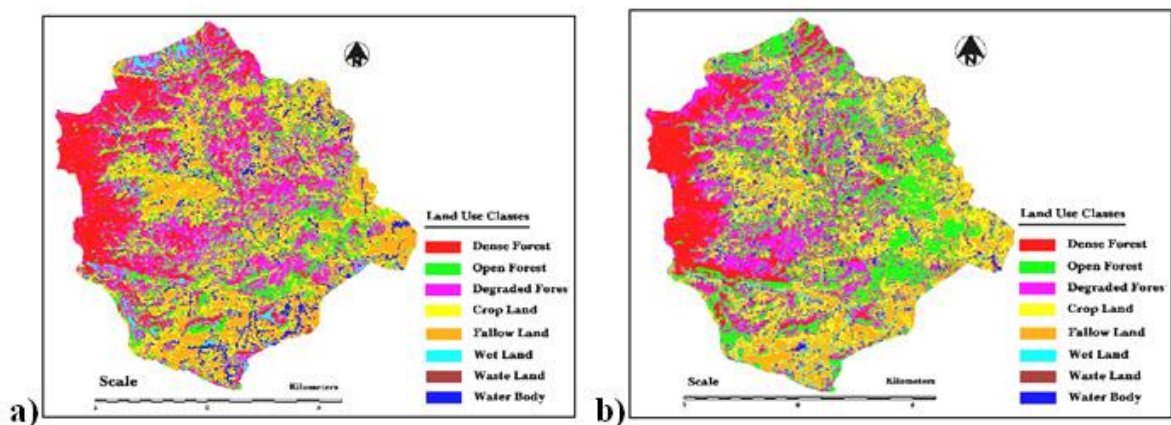 N
Land Use Classes
Dense Forest
Open Forest
Degraded Fores
Crop Land
Fallow Land
Wet Land
Waste Land
Water Body
Scale
Kilometers
a)
N
Land Use Classes
Dense Forest
Open Forest
Degraded Fores
Crop Land
Fallow Land
Wet Land
Waste Land
Water Body
Scale
Kilometers
b)